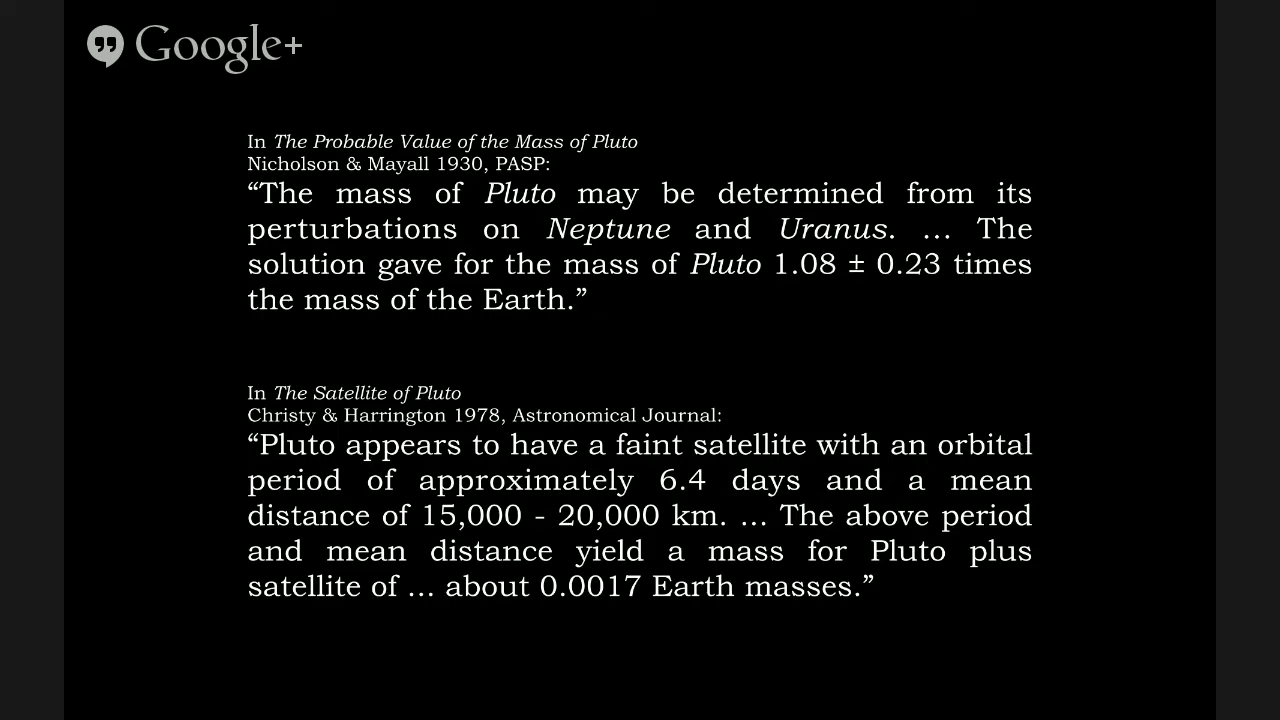 Google+
In The Probable Value of the Mass of Pluto
Nicholson & Mayall 1930, PASP:
“The mass of Pluto may be determined from its
perturbations on Neptune and Uranus. ... The
solution gave for the mass of Pluto 1.08 ± 0.23 times
the mass of the Earth.”
In The Satellite of Pluto
Christy & Harrington 1978, Astronomical Journal:
“Pluto appears to have a faint satellite with an orbital
period of approximately 6.4 days and a mean
distance of 15,000 - 20,000 km. ... The above period
and mean distance yield a mass for Pluto plus
satellite of ... about 0.0017 Earth masses.”